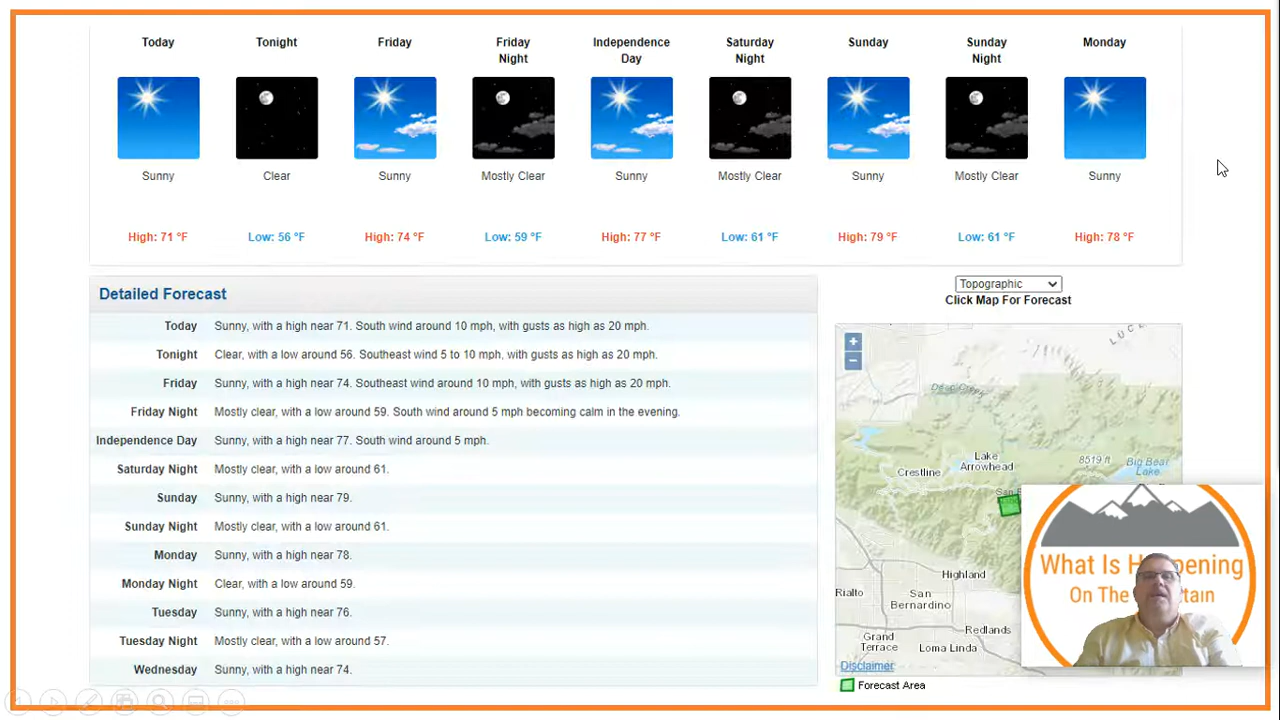 Today
Tonight
Friday
Friday
Night
Independence
Day
Saturday
Night
Sunday
Sunday
Night
Monday
Sunny
Clear
Sunny
Mostly Clear
Sunny
Mostly Clear
Sunny
Mostly Clear
Sunny
High: 71 °F
Low: 56 °F
High: 74 °F
Low: 59 °F
High: 77 °F
Low: 61 °F
High: 79 °F
Low: 61 °F
High: 78 °F
Detailed Forecast
Today Sunny, with a high near 71. South wind around 10 mph, with gusts as high as 20 mph.
Tonight Clear, with a low around 56. Southeast wind 5 to 10 mph, with gusts as high as 20 mph.
Friday Sunny, with a high near 74. Southeast wind around 10 mph, with gusts as high as 20 mph.
Friday Night Mostly clear, with a low around 59. South wind around 5 mph becoming calm in the evening.
Independence Day Sunny, with a high near 77. South wind around 5 mph.
Saturday Night Mostly clear, with a low around 61.
Sunday Sunny, with a high near 79.
Sunday Night Mostly clear, with a low around 61.
Monday Sunny, with a high near 78.
Monday Night Clear, with a low around 59.
Tuesday Sunny, with a high near 76.
Tuesday Night Mostly clear, with a low around 57.
Wednesday Sunny, with a high near 74.
Topographic
Click Map For Forecast
+
−
Deep Creek
Lake
Arrowhead
Crestline
8519 ft
Big Bear
Lake
Highland
Rialto
San
Bernardino
Redlands
Grand
Terrace
Loma Linda
Disclaimer
Forecast Area
What Is
On The